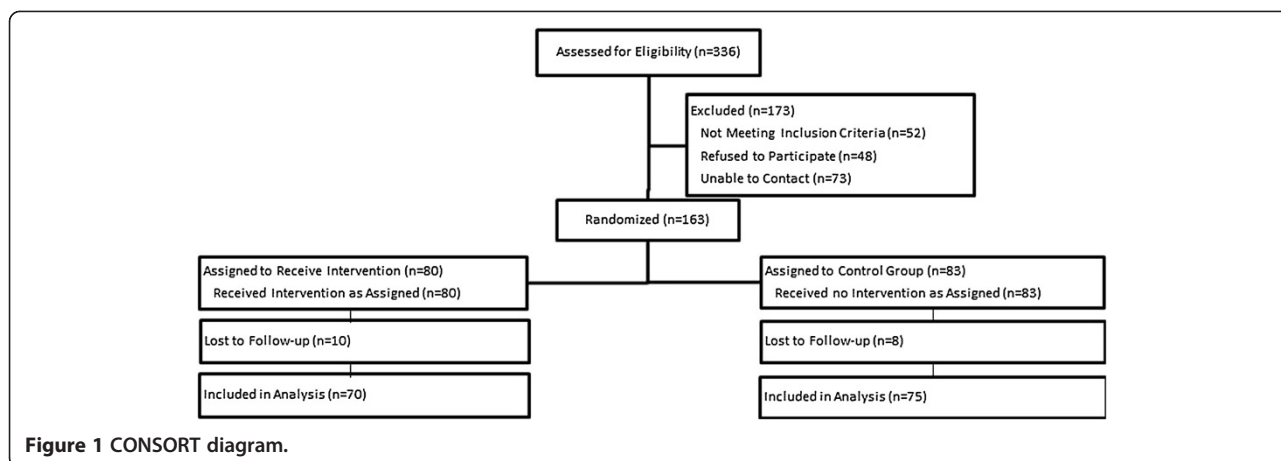 Assessed for Eligibility (n=336)
Excluded (n=173)
Not Meeting Inclusion Criteria (n=52)
Refused to Participate (n=48)
Unable to Contact (n=73)
Randomized (n=163)
Assigned to Receive Intervention (n=80)
Received Intervention as Assigned (n=80)
Assigned to Control Group (n=83)
Received no Intervention as Assigned (n=83)
Lost to Follow-up (n=10)
Lost to Follow-up (n=8)
Included in Analysis (n=70)
Included in Analysis (n=75)
Figure 1 CONSORT diagram.